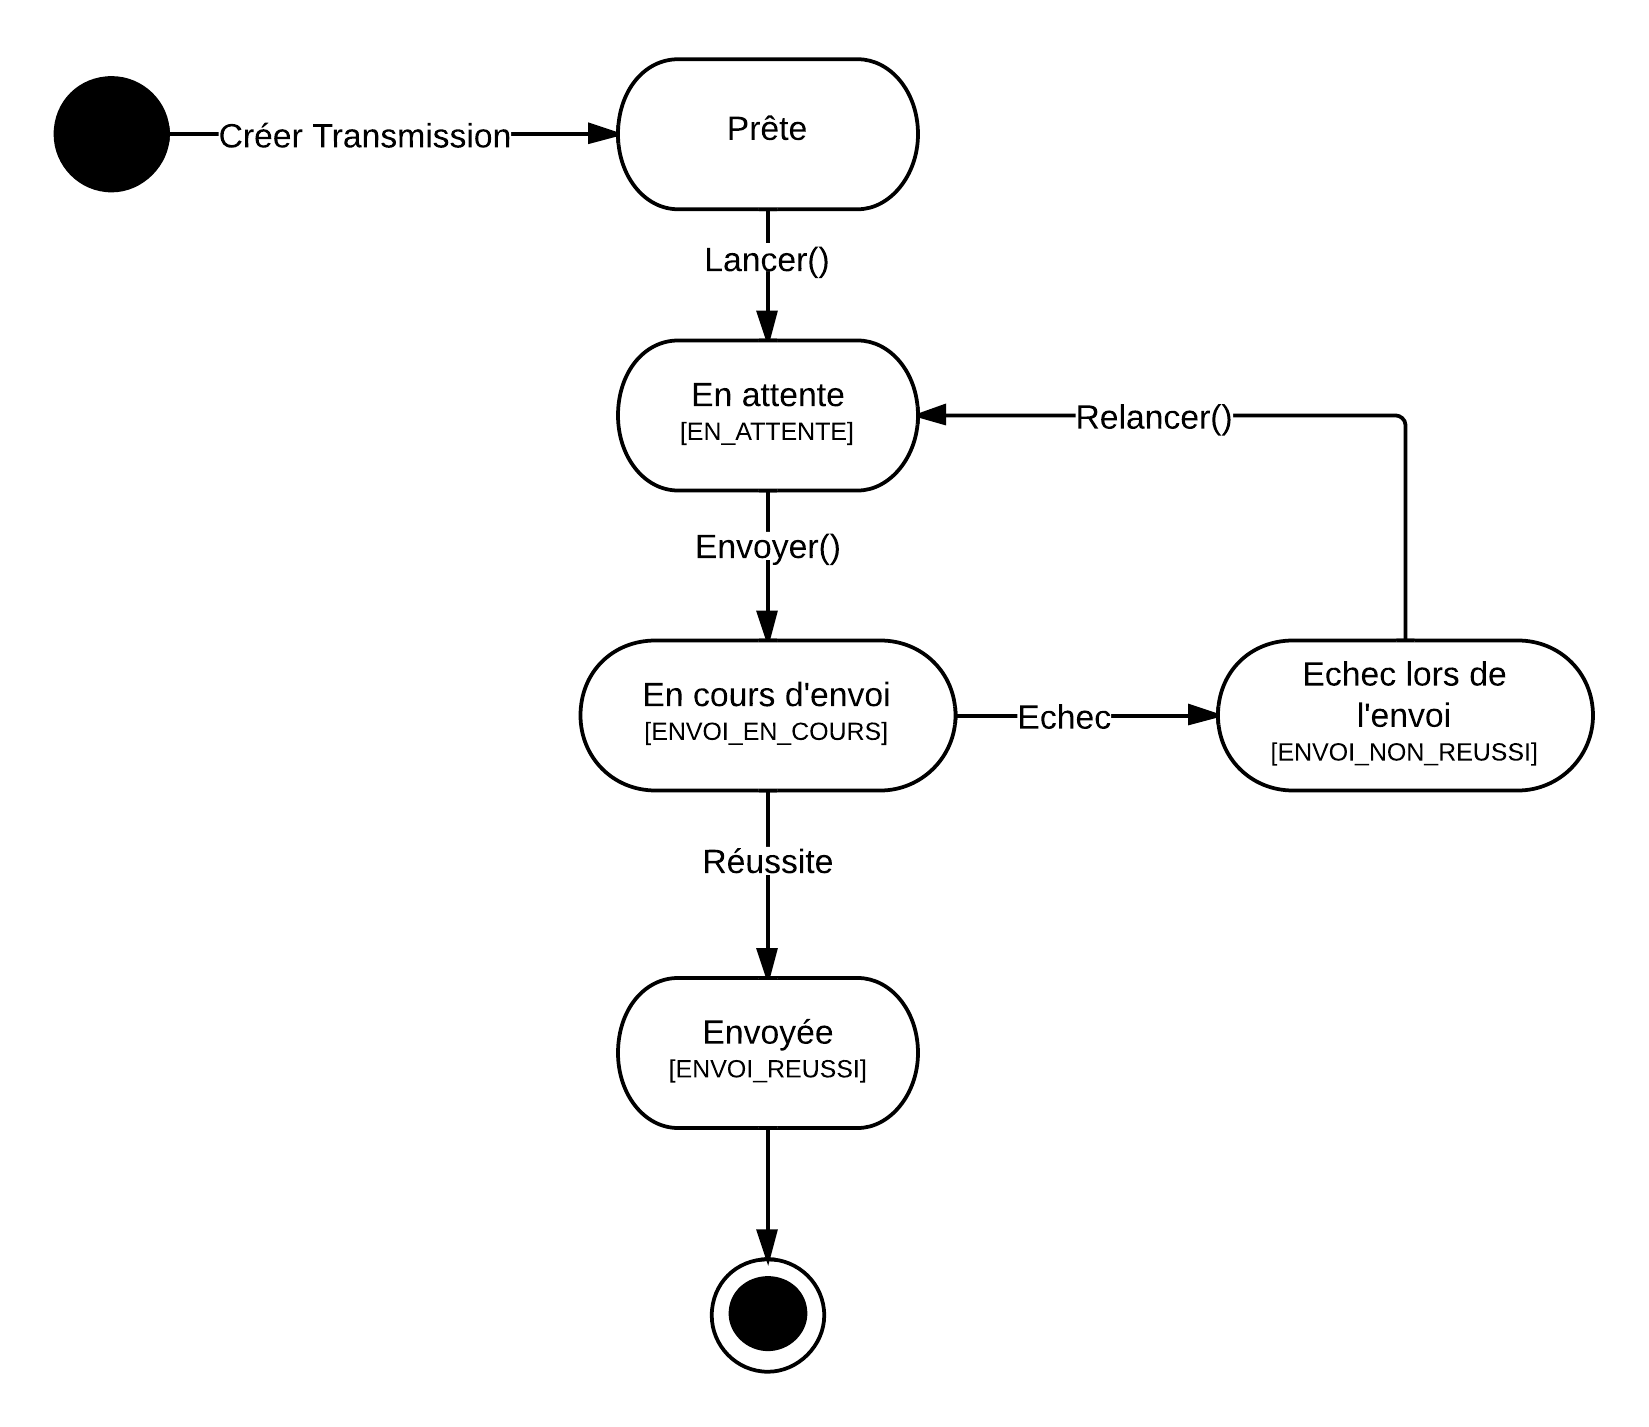 Créer Transmission
Prête
Lancer()
En attente
[EN_ATTENTE]
Relancer()
Envoyer()
En cours d'envoi
[ENVOI_EN_COURS]
Echec
Echec lors de
l'envoi
[ENVOI_NON_REUSSI]
Réussite
Envoyée
[ENVOI_REUSSI]